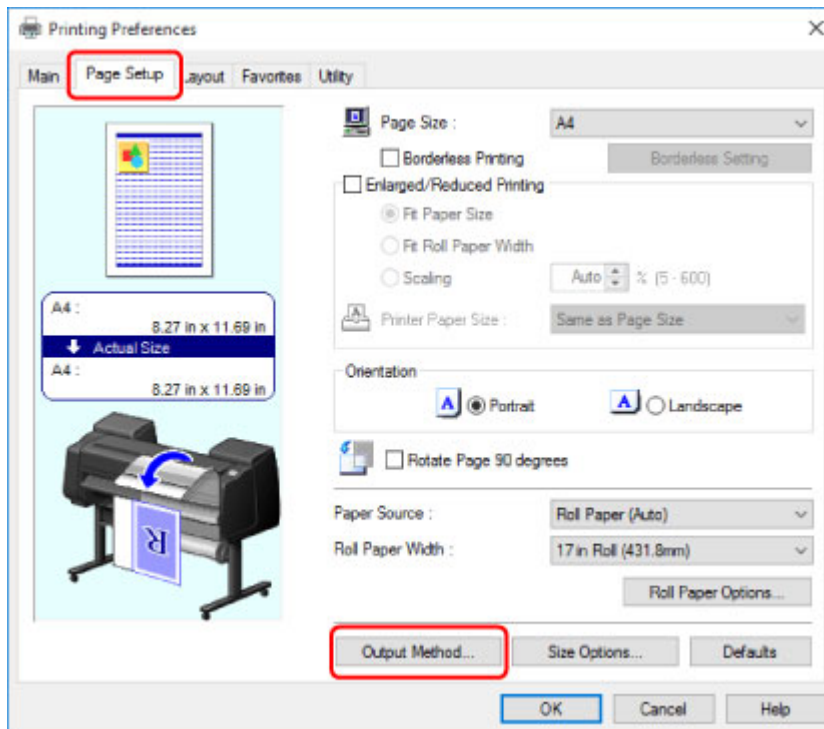 Printing Preferences
Main Page Setup Layout Favorites Utility
Page Size : A4
Borderless Printing Borderless Setting
Enlarged/Reduced Printing
Fit Paper Size
Fit Roll Paper Width
Scaling Auto % (5 - 600)
Printer Paper Size : Same as Page Size
A4 :
8.27 in x 11.69 in
Actual Size
A4 :
8.27 in x 11.69 in
Orientation
A Portrait A Landscape
Rotate Page 90 degrees
R
Paper Source : Roll Paper (Auto)
Roll Paper Width : 17 in Roll (431.8mm)
Roll Paper Options...
Output Method... Size Options... Defaults
OK Cancel Help